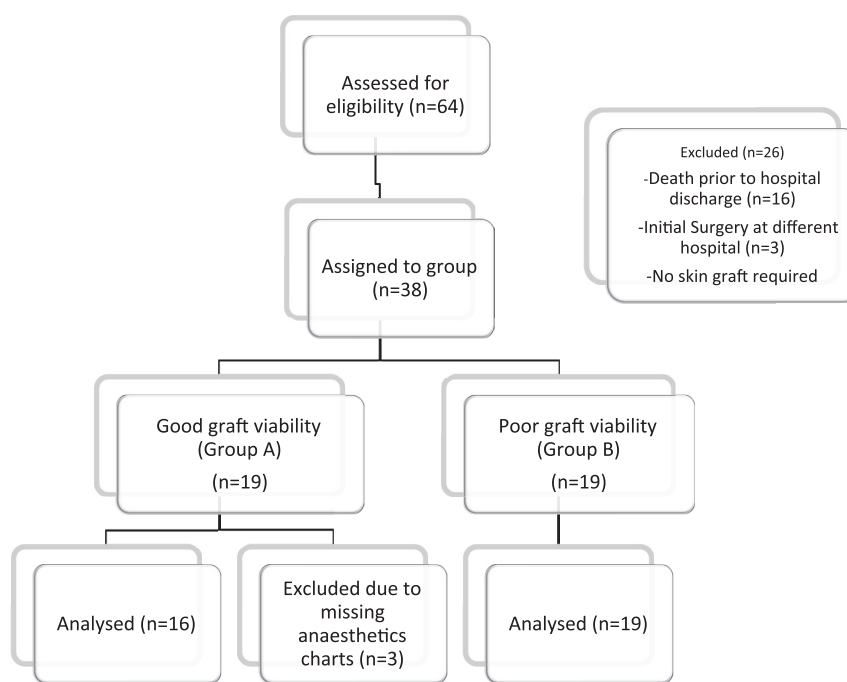 Assessed for
eligibility (n=64)
Excluded (n=26)
-Death prior to hospital
discharge (n=16)
-Initial Surgery at different
hospital (n=3)
-No skin graft required
Assigned to group
(n=38)
Good graft viability
(Group A)
(n=19)
Poor graft viability
(Group B)
(n=19)
Analysed (n=16)
Excluded due to
missing
anaesthetics
charts (n=3)
Analysed (n=19)